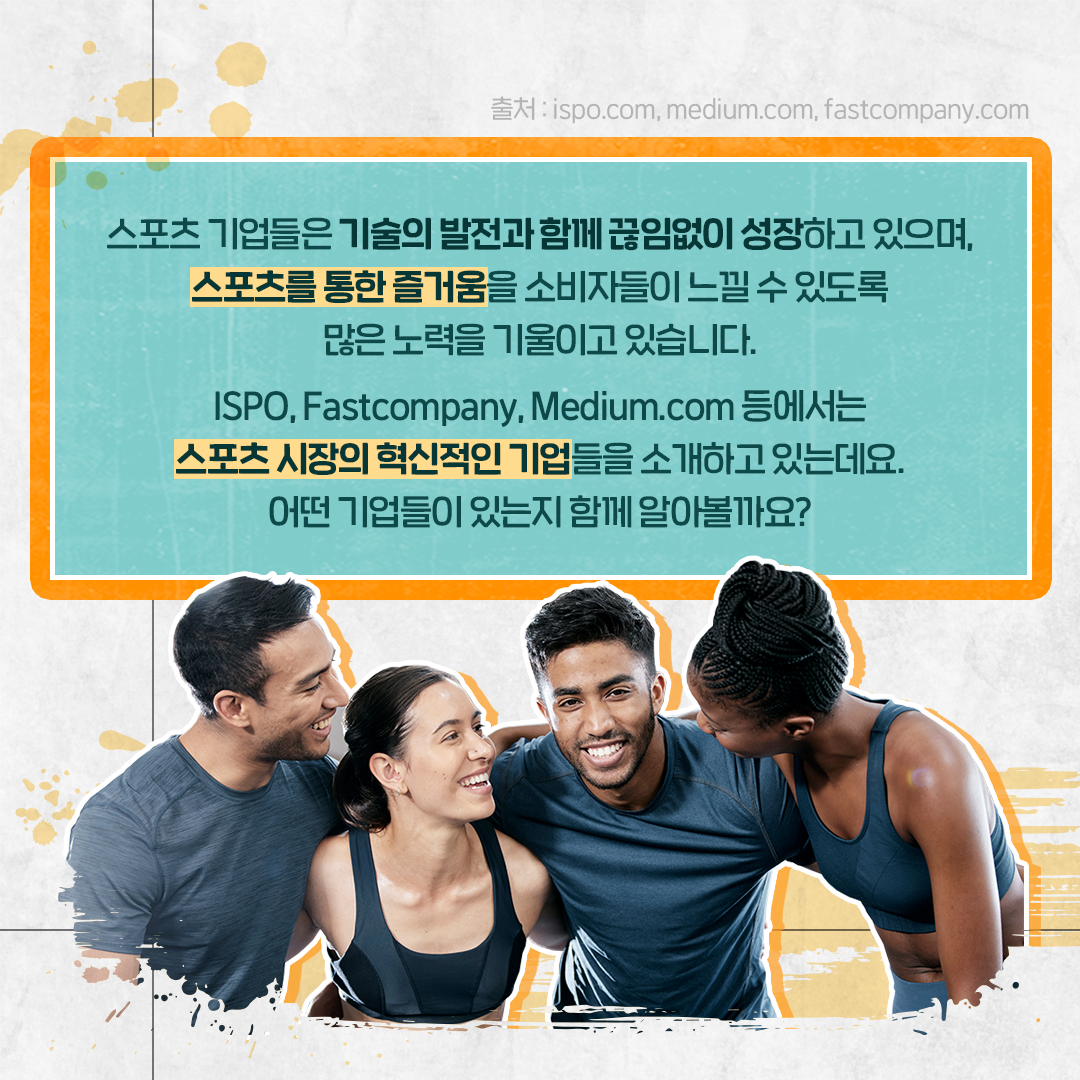 출처 : ispo.com, medium.com, fastcompany.com
스포츠 기업들은 기술의 발전과 함께 끊임없이 성장하고 있으며,
스포츠를 통한 즐거움을 소비자들이 느낄 수 있도록
많은 노력을 기울이고 있습니다.
ISPO, Fastcompany, Medium.com 등에서는
스포츠 시장의 혁신적인 기업들을 소개하고 있는데요.
어떤 기업들이 있는지 함께 알아볼까요?